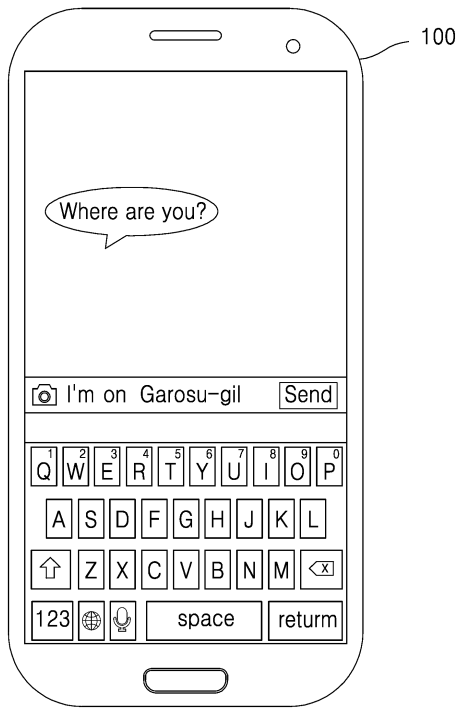 100
Where are you?
I'm on Garosu-gil Send
1 2 3 4 5 6 7 8 9 0
Q W E R T Y U I O P
A S D F G H J K L
Z X C V B N M X
123 space returm